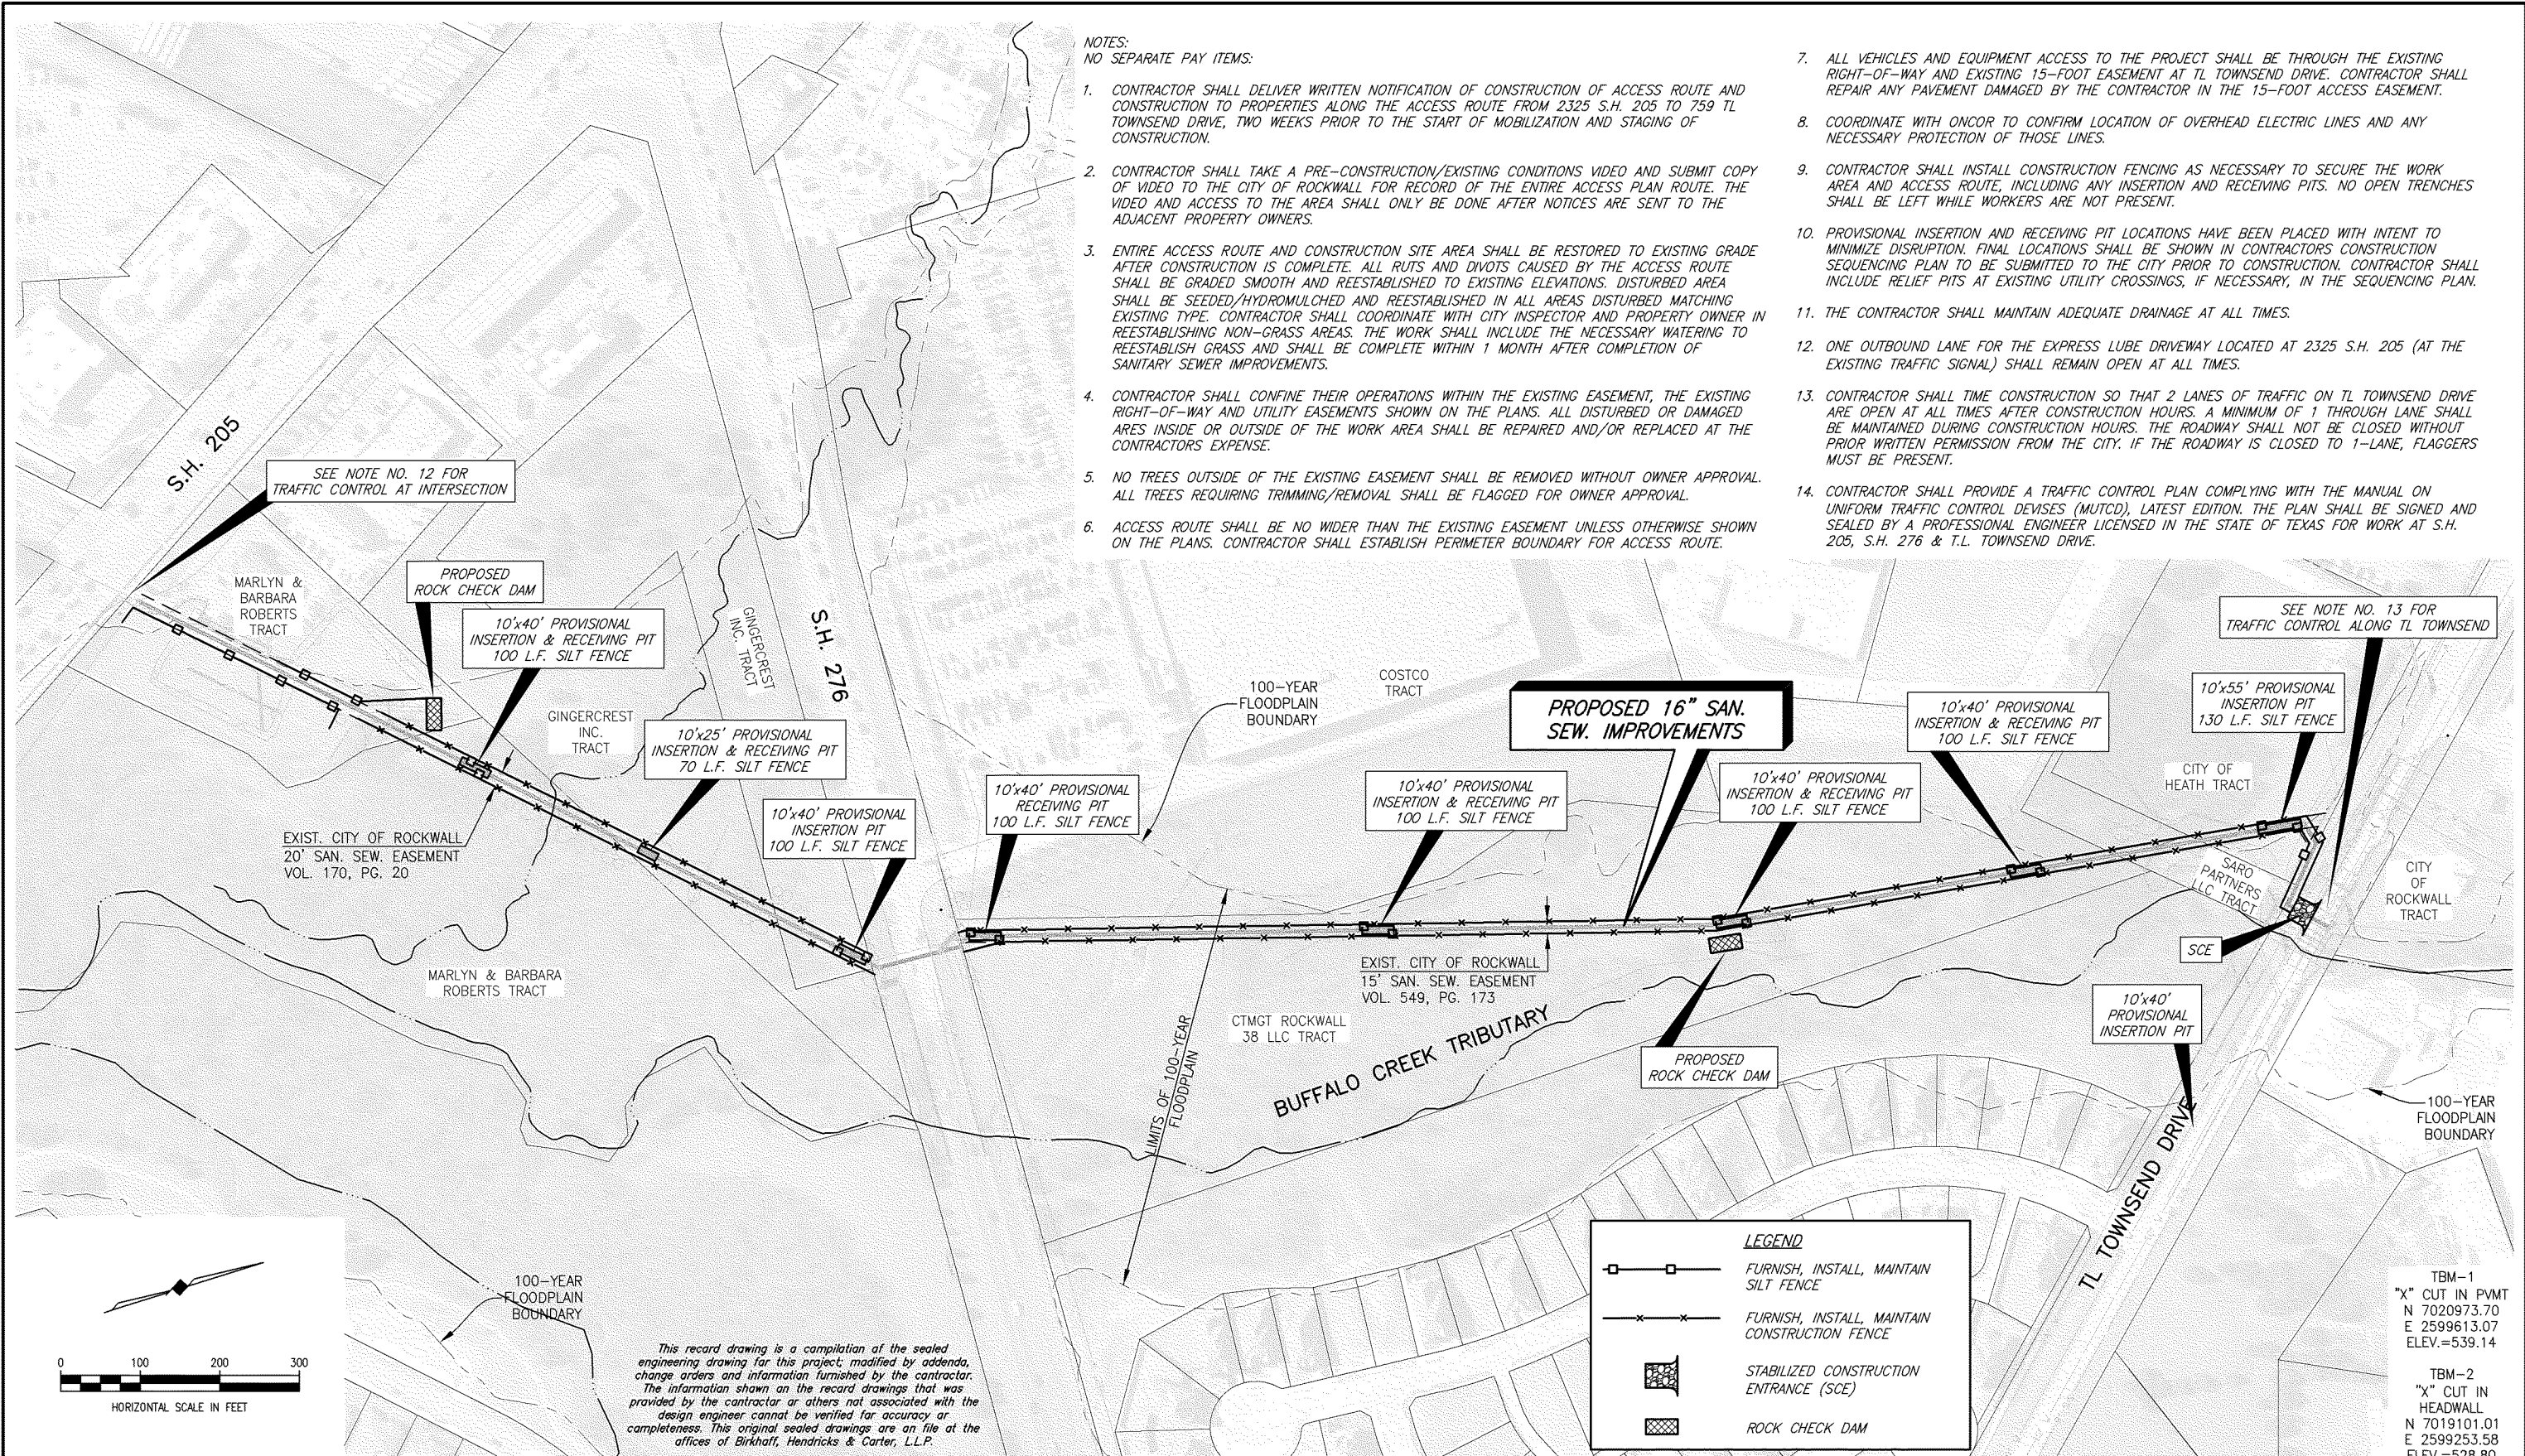 NOTES:
NO SEPARATE PAY ITEMS:
1. CONTRACTOR SHALL DELIVER WRITTEN NOTIFICATION OF CONSTRUCTION OF ACCESS ROUTE AND
CONSTRUCTION TO PROPERTIES ALONG THE ACCESS ROUTE FROM 2325 S.H. 205 TO 759 TL
TOWNSEND DRIVE, TWO WEEKS PRIOR TO THE START OF MOBILIZATION AND STAGING OF
CONSTRUCTION.
2. CONTRACTOR SHALL TAKE A PRE-CONSTRUCTION/EXISTING CONDITIONS VIDEO AND SUBMIT COPY
OF VIDEO TO THE CITY OF ROCKWALL FOR RECORD OF THE ENTIRE ACCESS PLAN ROUTE. THE
VIDEO AND ACCESS TO THE AREA SHALL ONLY BE DONE AFTER NOTICES ARE SENT TO THE
ADJACENT PROPERTY OWNERS.
3. ENTIRE ACCESS ROUTE AND CONSTRUCTION SITE AREA SHALL BE RESTORED TO EXISTING GRADE
AFTER CONSTRUCTION IS COMPLETE. ALL RUTS AND DIVOTS CAUSED BY THE ACCESS ROUTE
SHALL BE GRADED SMOOTH AND REESTABLISHED TO EXISTING ELEVATIONS. DISTURBED AREA
SHALL BE SEEDED/HYDROMULCHED AND REESTABLISHED IN ALL AREAS DISTURBED MATCHING
EXISTING TYPE. CONTRACTOR SHALL COORDINATE WITH CITY INSPECTOR AND PROPERTY OWNER IN
REESTABLISHING NON-GRASS AREAS. THE WORK SHALL INCLUDE THE NECESSARY WATERING TO
REESTABLISH GRASS AND SHALL BE COMPLETE WITHIN 1 MONTH AFTER COMPLETION OF
SANITARY SEWER IMPROVEMENTS.
4. CONTRACTOR SHALL CONFINE THEIR OPERATIONS WITHIN THE EXISTING EASEMENT, THE EXISTING
RIGHT-OF-WAY AND UTILITY EASEMENTS SHOWN ON THE PLANS. ALL DISTURBED OR DAMAGED
ARES INSIDE OR OUTSIDE OF THE WORK AREA SHALL BE REPAIRED AND/OR REPLACED AT THE
CONTRACTORS EXPENSE.
5. NO TREES OUTSIDE OF THE EXISTING EASEMENT SHALL BE REMOVED WITHOUT OWNER APPROVAL.
ALL TREES REQUIRING TRIMMING/REMOVAL SHALL BE FLAGGED FOR OWNER APPROVAL.
6. ACCESS ROUTE SHALL BE NO WIDER THAN THE EXISTING EASEMENT UNLESS OTHERWISE SHOWN
ON THE PLANS. CONTRACTOR SHALL ESTABLISH PERIMETER BOUNDARY FOR ACCESS ROUTE.
7. ALL VEHICLES AND EQUIPMENT ACCESS TO THE PROJECT SHALL BE THROUGH THE EXISTING
RIGHT-OF-WAY AND EXISTING 15-FOOT EASEMENT AT TL TOWNSEND DRIVE. CONTRACTOR SHALL
REPAIR ANY PAVEMENT DAMAGED BY THE CONTRACTOR IN THE 15-FOOT ACCESS EASEMENT.
8. COORDINATE WITH ONCOR TO CONFIRM LOCATION OF OVERHEAD ELECTRIC LINES AND ANY
NECESSARY PROTECTION OF THOSE LINES.
9. CONTRACTOR SHALL INSTALL CONSTRUCTION FENCING AS NECESSARY TO SECURE THE WORK
AREA AND ACCESS ROUTE, INCLUDING ANY INSERTION AND RECEIVING PITS. NO OPEN TRENCHES
SHALL BE LEFT WHILE WORKERS ARE NOT PRESENT.
10. PROVISIONAL INSERTION AND RECEIVING PIT LOCATIONS HAVE BEEN PLACED WITH INTENT TO
MINIMIZE DISRUPTION. FINAL LOCATIONS SHALL BE SHOWN IN CONTRACTORS CONSTRUCTION
SEQUENCING PLAN TO BE SUBMITTED TO THE CITY PRIOR TO CONSTRUCTION. CONTRACTOR SHALL
INCLUDE RELIEF PITS AT EXISTING UTILITY CROSSINGS, IF NECESSARY, IN THE SEQUENCING PLAN.
11. THE CONTRACTOR SHALL MAINTAIN ADEQUATE DRAINAGE AT ALL TIMES.
12. ONE OUTBOUND LANE FOR THE EXPRESS LUBE DRIVEWAY LOCATED AT 2325 S.H. 205 (AT THE
EXISTING TRAFFIC SIGNAL) SHALL REMAIN OPEN AT ALL TIMES.
13. CONTRACTOR SHALL TIME CONSTRUCTION SO THAT 2 LANES OF TRAFFIC ON TL TOWNSEND DRIVE
ARE OPEN AT ALL TIMES AFTER CONSTRUCTION HOURS. A MINIMUM OF 1 THROUGH LANE SHALL
BE MAINTAINED DURING CONSTRUCTION HOURS. THE ROADWAY SHALL NOT BE CLOSED WITHOUT
PRIOR WRITTEN PERMISSION FROM THE CITY. IF THE ROADWAY IS CLOSED TO 1-LANE, FLAGGERS
MUST BE PRESENT.
14. CONTRACTOR SHALL PROVIDE A TRAFFIC CONTROL PLAN COMPLYING WITH THE MANUAL ON
UNIFORM TRAFFIC CONTROL DEVISES (MUTCD), LATEST EDITION. THE PLAN SHALL BE SIGNED AND
SEALED BY A PROFESSIONAL ENGINEER LICENSED IN THE STATE OF TEXAS FOR WORK AT S.H.
205, S.H. 276 & T.L. TOWNSEND DRIVE.
S.H. 205
SEE NOTE NO. 12 FOR
TRAFFIC CONTROL AT INTERSECTION
MARLYN &
BARBARA
ROBERTS
TRACT
PROPOSED
ROCK CHECK DAM
10'x40' PROVISIONAL
INSERTION & RECEIVING PIT
100 L.F. SILT FENCE
GINGERCREST
INC. TRACT
S.H. 276
GINGERCREST
INC.
TRACT
10'x25' PROVISIONAL
INSERTION & RECEIVING PIT
70 L.F. SILT FENCE
10'x40' PROVISIONAL
INSERTION PIT
100 L.F. SILT FENCE
EXIST. CITY OF ROCKWALL
20' SAN. SEW. EASEMENT
VOL. 170, PG. 20
MARLYN & BARBARA
ROBERTS TRACT
10'x40' PROVISIONAL
RECEIVING PIT
100 L.F. SILT FENCE
100-YEAR
FLOODPLAIN
BOUNDARY
COSTCO
TRACT
PROPOSED 16" SAN.
SEW. IMPROVEMENTS
10'x40' PROVISIONAL
INSERTION & RECEIVING PIT
100 L.F. SILT FENCE
10'x40' PROVISIONAL
INSERTION & RECEIVING PIT
100 L.F. SILT FENCE
10'x40' PROVISIONAL
INSERTION & RECEIVING PIT
100 L.F. SILT FENCE
SEE NOTE NO. 13 FOR
TRAFFIC CONTROL ALONG TL TOWNSEND
10'x55' PROVISIONAL
INSERTION PIT
130 L.F. SILT FENCE
CITY OF
HEATH TRACT
SARO
PARTNERS
LLC TRACT
CITY
OF
ROCKWALL
TRACT
SCE
EXIST. CITY OF ROCKWALL
15' SAN. SEW. EASEMENT
VOL. 549, PG. 173
CTMGT ROCKWALL
38 LLC TRACT
LIMITS OF 100-YEAR
FLOODPLAIN
BUFFALO CREEK TRIBUTARY
PROPOSED
ROCK CHECK DAM
10'x40'
PROVISIONAL
INSERTION PIT
TL TOWNSEND DRIVE
100-YEAR
FLOODPLAIN
BOUNDARY
100-YEAR
FLOODPLAIN
BOUNDARY
0 100 200 300
HORIZONTAL SCALE IN FEET
This record drawing is a compilation of the sealed
engineering drawing for this project; modified by addenda,
change orders and information furnished by the contractor.
The information shown on the record drawings that was
provided by the contractor or others not associated with the
design engineer cannot be verified for accuracy or
completeness. This original sealed drawings are on file at the
offices of Birkhoff, Hendricks & Carter, L.L.P.
LEGEND
FURNISH, INSTALL, MAINTAIN
SILT FENCE
FURNISH, INSTALL, MAINTAIN
CONSTRUCTION FENCE
STABILIZED CONSTRUCTION
ENTRANCE (SCE)
ROCK CHECK DAM
TBM-1
"X" CUT IN PVMT
N 7020973.70
E 2599613.07
ELEV.=539.14
TBM-2
"X" CUT IN
HEADWALL
N 7019101.01
E 2599253.58
ELEV.=528.80